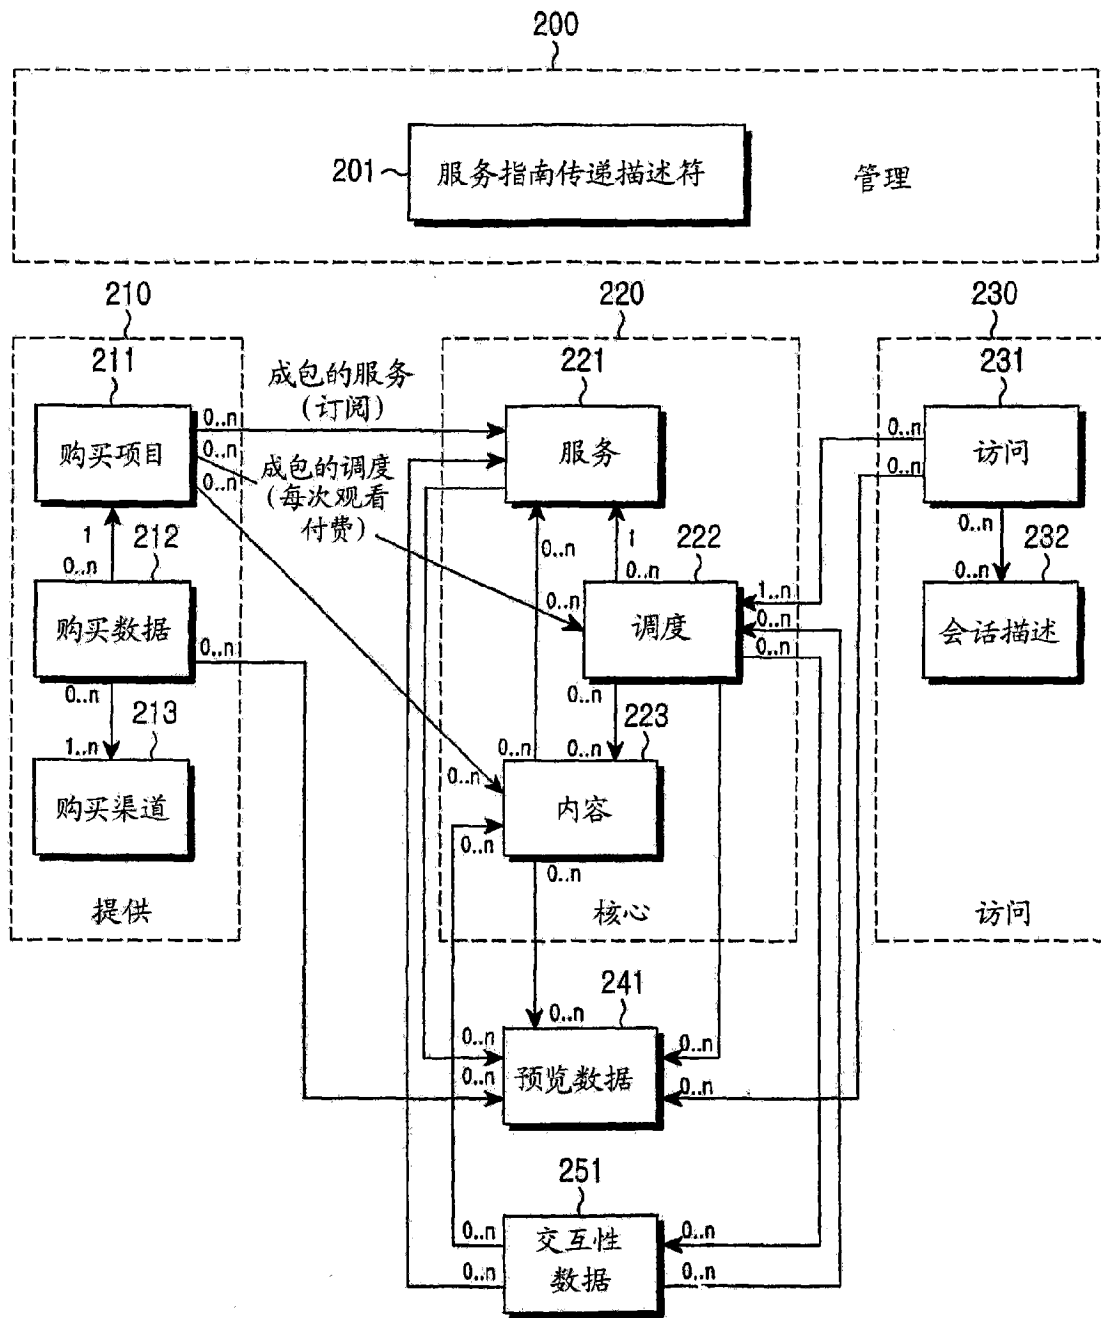 200
201
服务指南传递描述符
管理
210
220
230
211
成包的服务
(订阅)
221
231
0..n
0..n
购买项目
0..n
0..n
成包的调度
(每次观看
付费)
服务
0..n
访问
1
0..n
212
0..n
1
0..n
222
0..n
0..n
232
购买数据
0..n
0..n
调度
1..n
0..n
0..n
会话描述
0..n
213
1..n
0..n
223
0..n
0..n
0..n
购买渠道
内容
0..n
0..n
提供
核心
访问
241
0..n
0..n
0..n
预览数据
0..n
0..n
251
0..n
0..n
交互性
数据
0..n
0..n